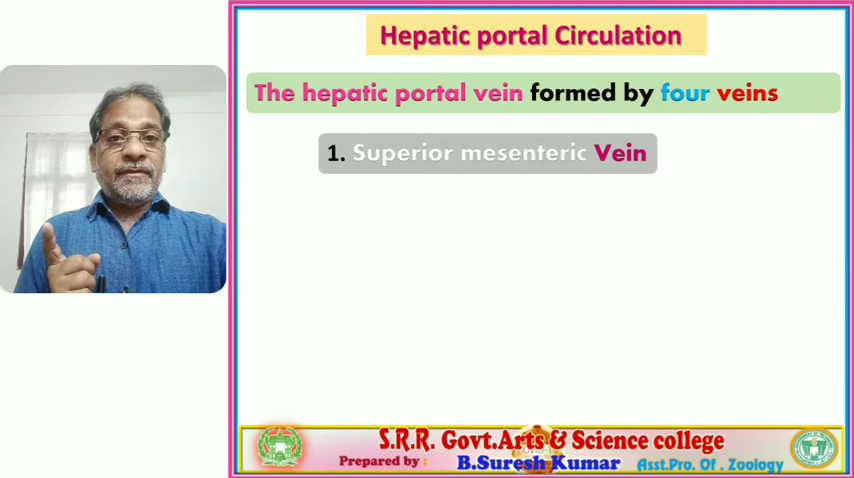 Hepatic portal Circulation
The hepatic portal vein formed by four veins
1. Superior mesenteric Vein
S.R.R. Govt.Arts & Science college
Prepared by : B.Suresh Kumar Asst.Pro. Of . Zoology